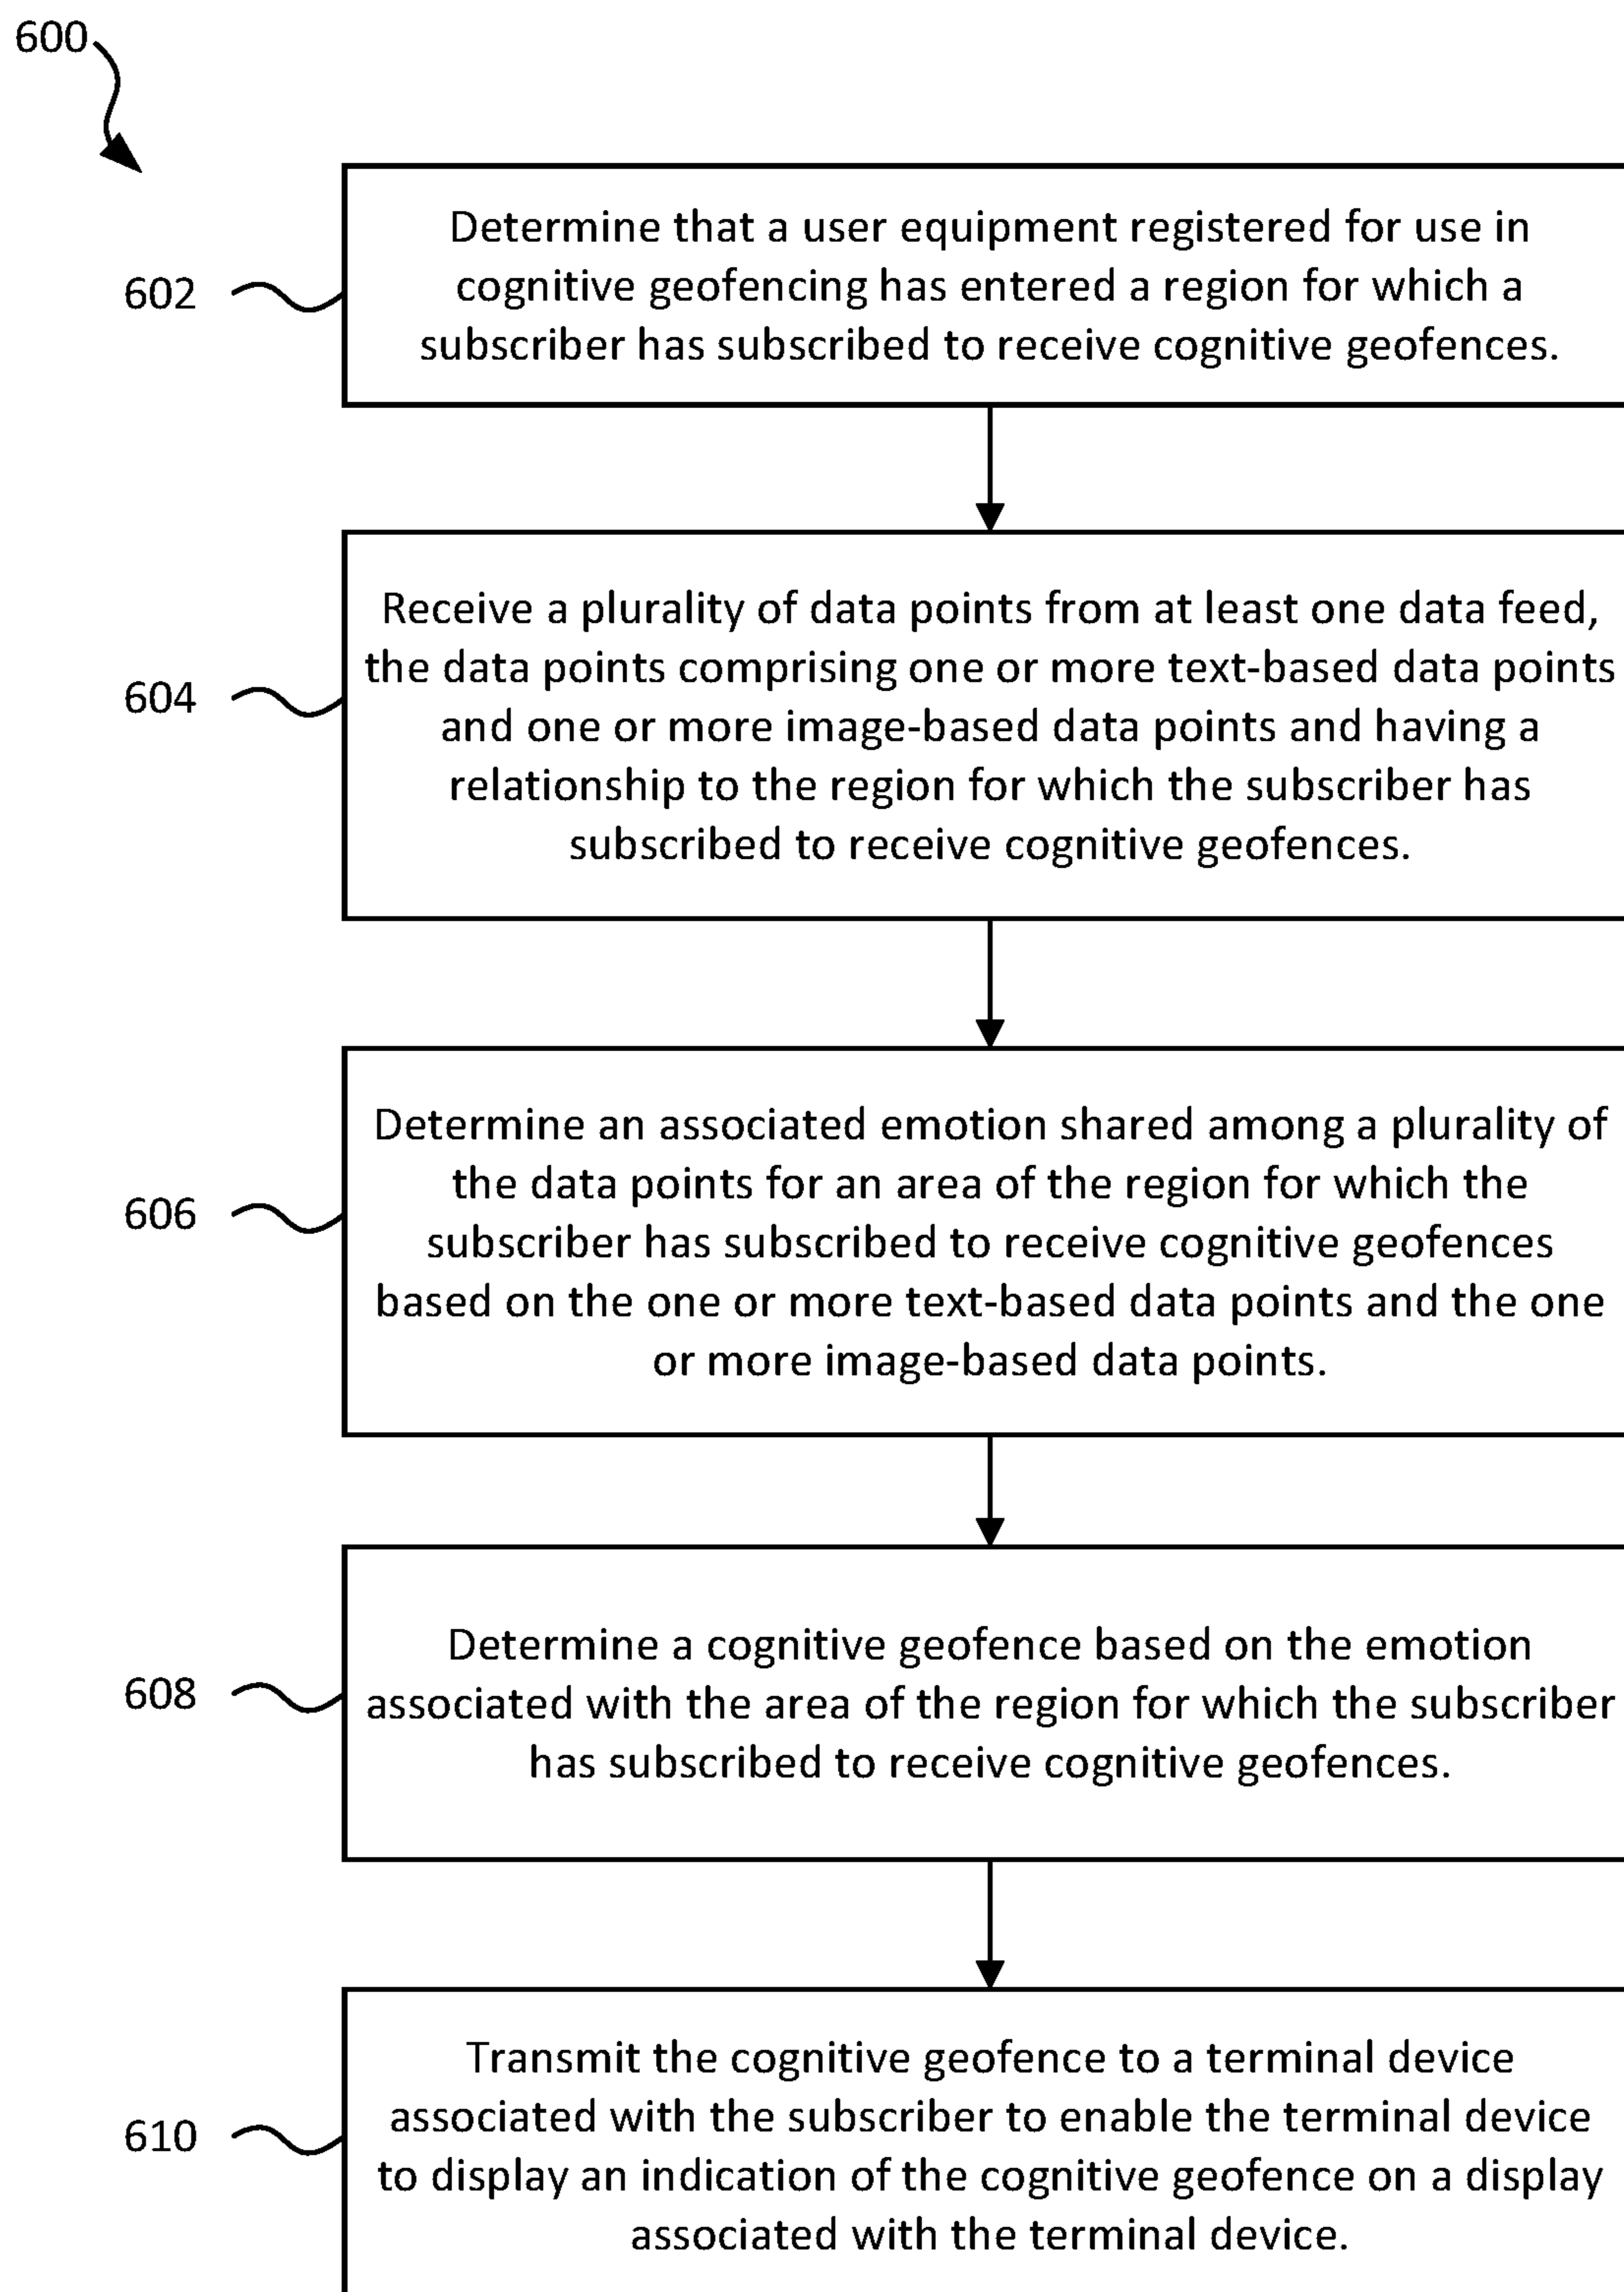 600
602
Determine that a user equipment registered for use in
cognitive geofencing has entered a region for which a
subscriber has subscribed to receive cognitive geofences.
604
Receive a plurality of data points from at least one data feed,
the data points comprising one or more text-based data points
and one or more image-based data points and having a
relationship to the region for which the subscriber has
subscribed to receive cognitive geofences.
606
Determine an associated emotion shared among a plurality of
the data points for an area of the region for which the
subscriber has subscribed to receive cognitive geofences
based on the one or more text-based data points and the one
or more image-based data points.
608
Determine a cognitive geofence based on the emotion
associated with the area of the region for which the subscriber
has subscribed to receive cognitive geofences.
610
Transmit the cognitive geofence to a terminal device
associated with the subscriber to enable the terminal device
to display an indication of the cognitive geofence on a display
associated with the terminal device.